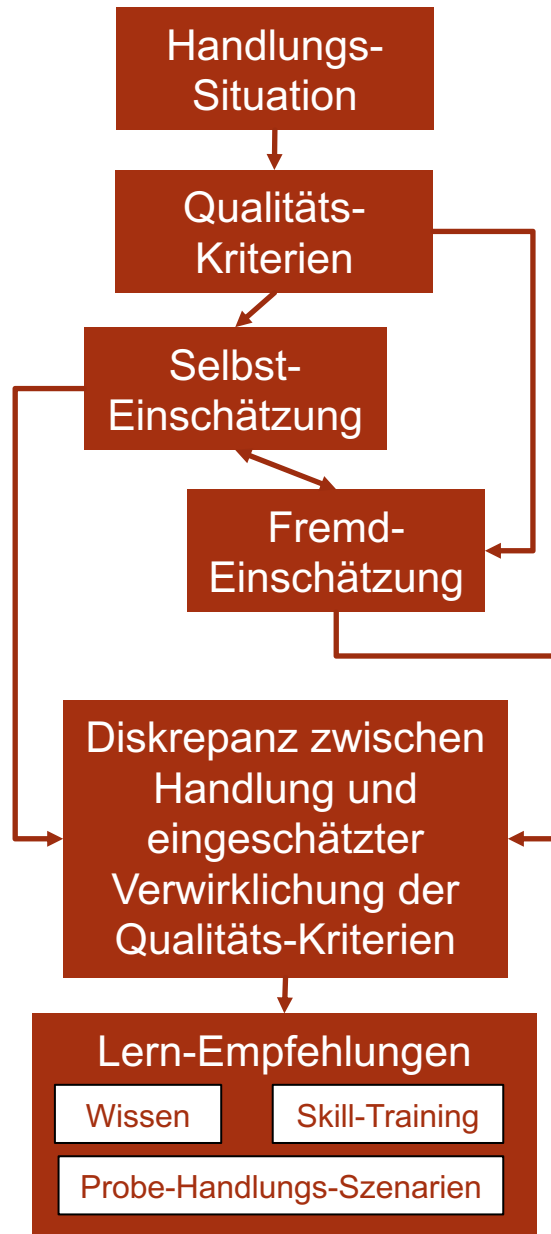 Handlungs-
Situation
Qualitäts-
Kriterien
Selbst-
Einschätzung
Fremd-
Einschätzung
Diskrepanz zwischen
Handlung und
eingeschätzter
Verwirklichung der
Qualitäts-Kriterien
Lern-Empfehlungen
Wissen
Skill-Training
Probe-Handlungs-Szenarien